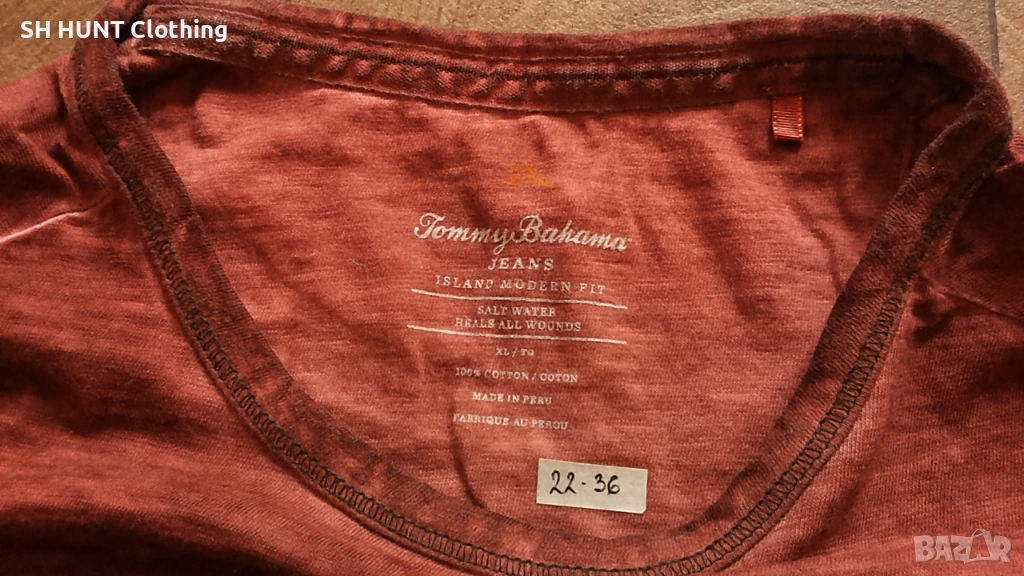 SH HUNT Clothing
Tommy Bahama
JEANS
ISLAND MODERN FIT
SALT WATER
HEALS ALL WOUNDS
XL / TG
100% COTTON / COTON
MADE IN PERU
FABRIQUE AU PEROU
22-36
BAZAR